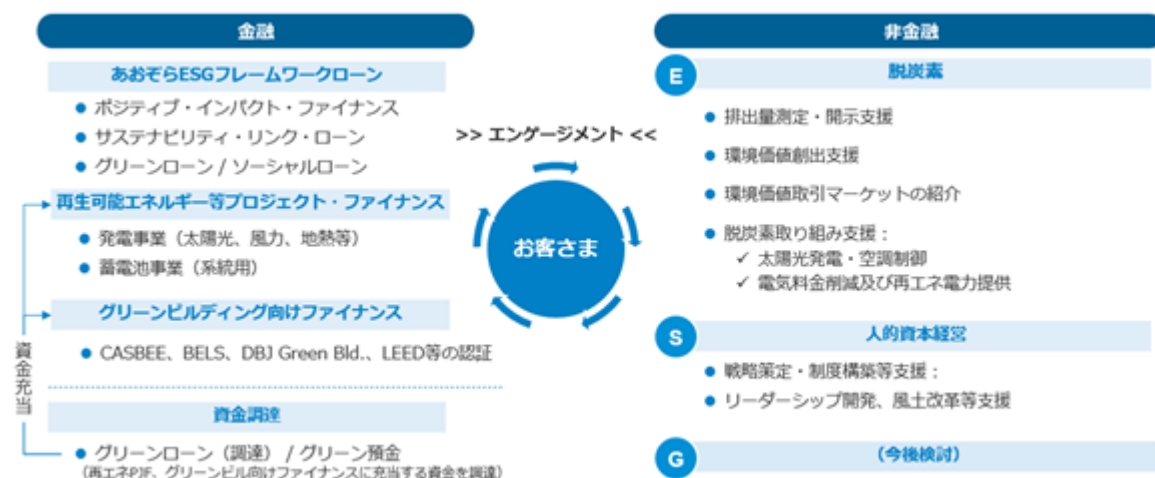 金融
あおぞらESGフレームワークローン
● ポジティブ・インパクト・ファイナンス
● サステナビリティ・リンク・ローン
● グリーンローン / ソーシャルローン
再生可能エネルギー等プロジェクト・ファイナンス
● 発電事業（太陽光、風力、地熱等）
● 蓄電池事業（系統用）
グリーンビルディング向けファイナンス
● CASBEE、BELS、DBJ Green Bld.、LEED等の認証
資金充当
資金調達
● グリーンローン（調達）/ グリーン預金
（再エネPJF、グリーンビル向けファイナンスに充当する資金を調達）
>> エンゲージメント <<
お客さま
非金融
E
脱炭素
● 排出量測定・開示支援
● 環境価値創出支援
● 環境価値取引マーケットの紹介
● 脱炭素取り組み支援：
✓ 太陽光発電・空調制御
✓ 電気料金削減及び再エネ電力提供
S
人的資本経営
● 戦略策定・制度構築等支援：
● リーダーシップ開発、風土改革等支援
G
（今後検討）